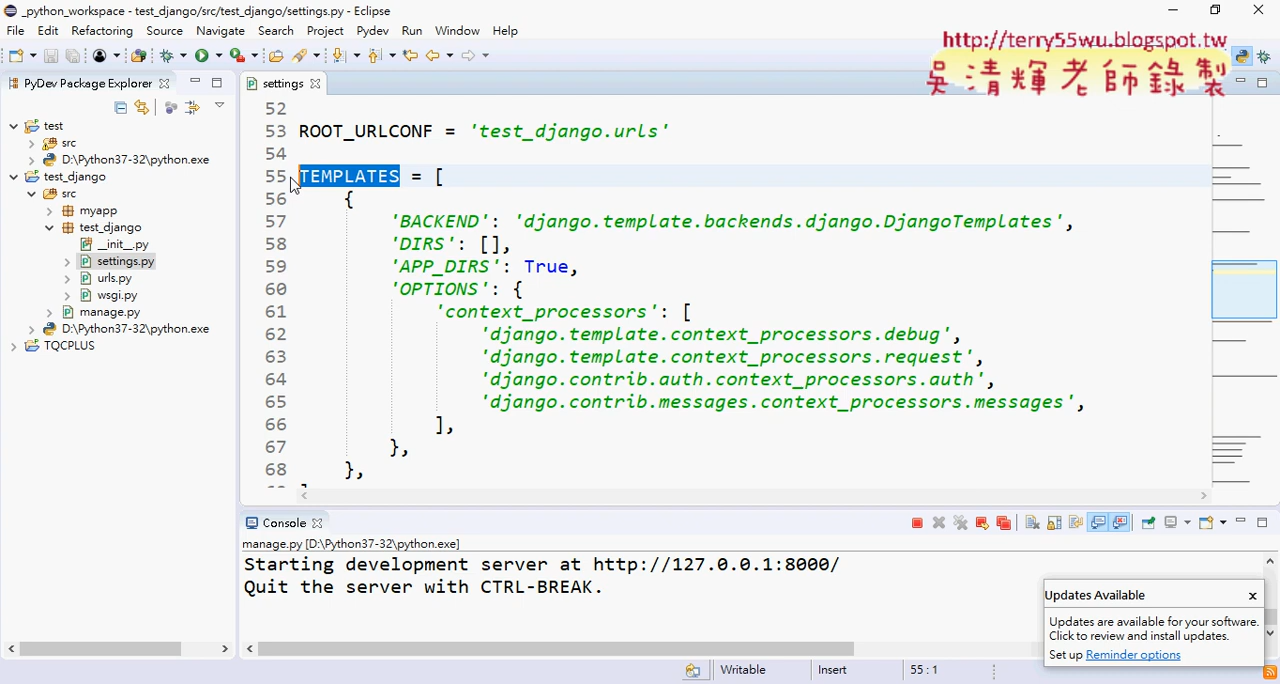 _python_workspace - test_django/src/test_django/settings.py - Eclipse
File Edit Refactoring Source Navigate Search Project Pydev Run Window Help
http://terry55wu.blogspot.tw
吳清輝老師錄製
PyDev Package Explorer
test
src
D:\Python37-32\python.exe
test_django
src
myapp
test_django
__init__.py
settings.py
urls.py
wsgi.py
manage.py
D:\Python37-32\python.exe
TQCPLUS
settings
52
53 ROOT_URLCONF = 'test_django.urls'
54
55 TEMPLATES = [
56 {
57 'BACKEND': 'django.template.backends.django.DjangoTemplates',
58 'DIRS': [],
59 'APP_DIRS': True,
60 'OPTIONS': {
61 'context_processors': [
62 'django.template.context_processors.debug',
63 'django.template.context_processors.request',
64 'django.contrib.auth.context_processors.auth',
65 'django.contrib.messages.context_processors.messages',
66 ],
67 },
68 },
Console
manage.py [D:\Python37-32\python.exe]
Starting development server at http://127.0.0.1:8000/
Quit the server with CTRL-BREAK.
Updates Available
Updates are available for your software.
Click to review and install updates.
Set up Reminder options
Writable Insert 55 : 1